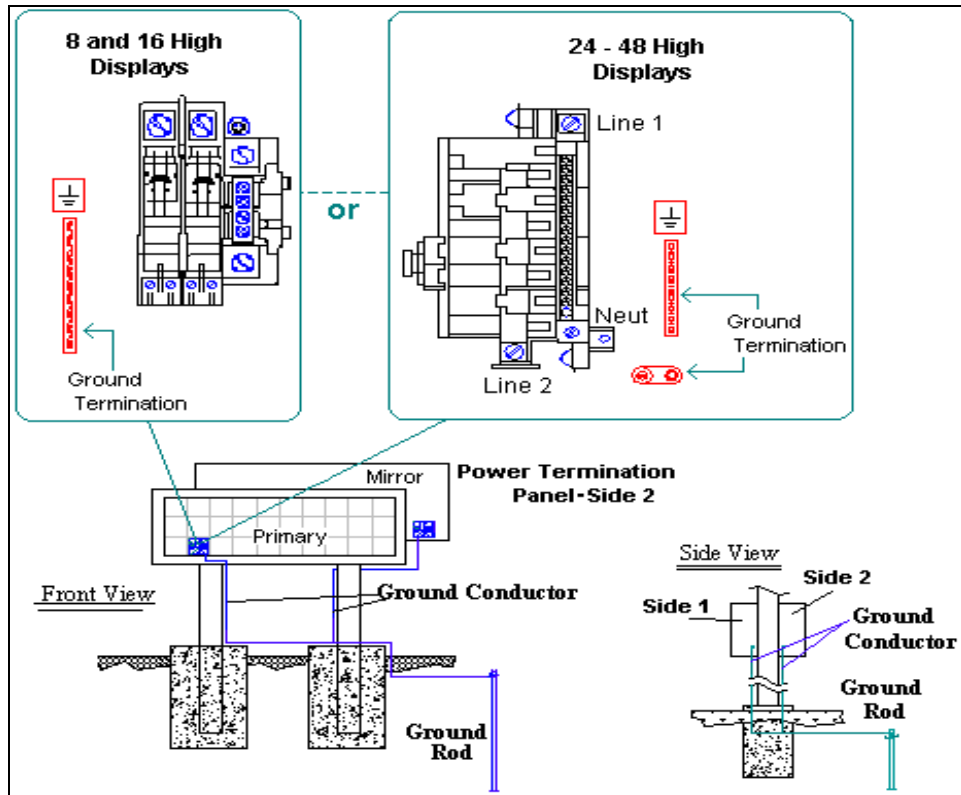 8 and 16 High
Displays
Ground
Termination
or
24 - 48 High
Displays
Line 1
Neut
Line 2
Ground
Termination
Mirror
Power Termination
Panel-Side 2
Primary
Front View
Ground Conductor
Ground
Rod
Side View
Side 1
Side 2
Ground
Conductor
Ground
Rod